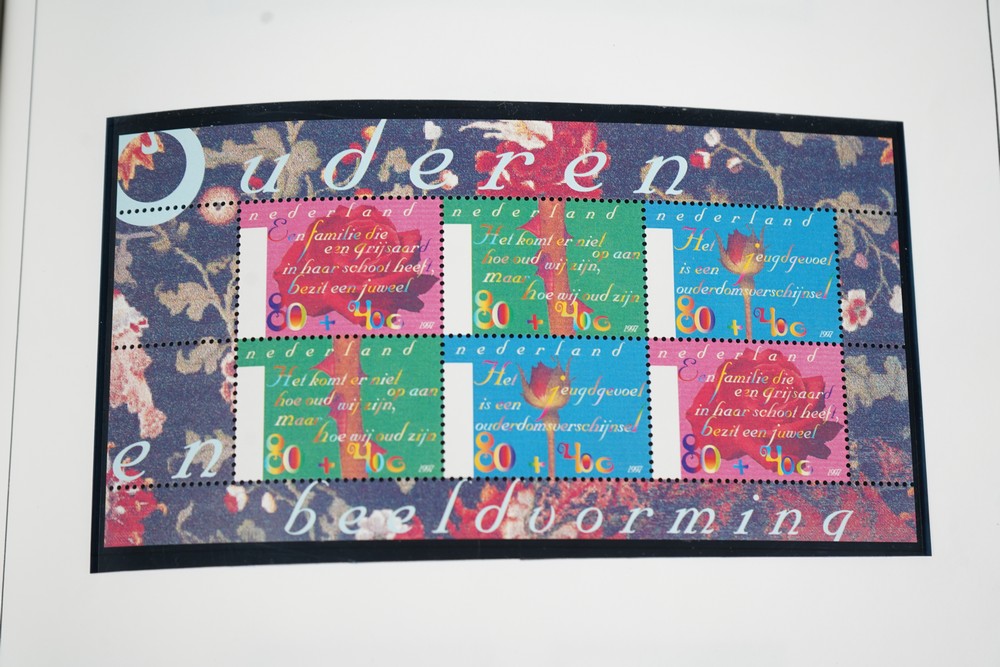 Ouderen
nederland
Een familie die
een grijsaard
in haar schoot heeft,
bezit een juweel
80 + 40c
1997
nederland
Het komt er niet
op aan
hoe oud wij zijn,
maar
hoe wij oud zijn
80 + 40c
1997
nederland
Het
jeugdgevoel
is een
ouderdomsverschijnsel
80 + 40c
1997
nederland
Het komt er niet
op aan
hoe oud wij zijn,
maar
hoe wij oud zijn
80 + 40c
1997
nederland
Het
jeugdgevoel
is een
ouderdomsverschijnsel
80 + 40c
1997
nederland
Een familie die
een grijsaard
in haar schoot heeft,
bezit een juweel
80 + 40c
1997
en
beeldvorming